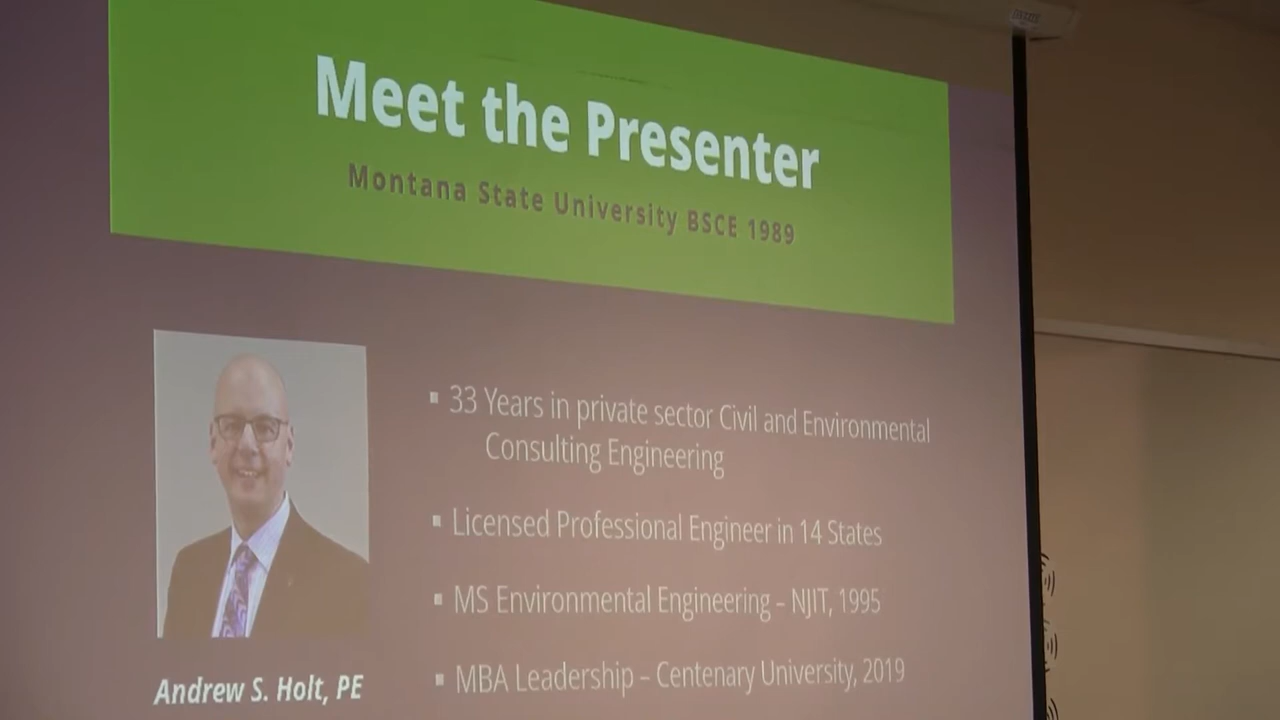 Meet the Presenter
Montana State University BSCE 1989
▪ 33 Years in private sector Civil and Environmental
Consulting Engineering
▪ Licensed Professional Engineer in 14 States
▪ MS Environmental Engineering – NJIT, 1995
▪ MBA Leadership – Centenary University, 2019
Andrew S. Holt, PE